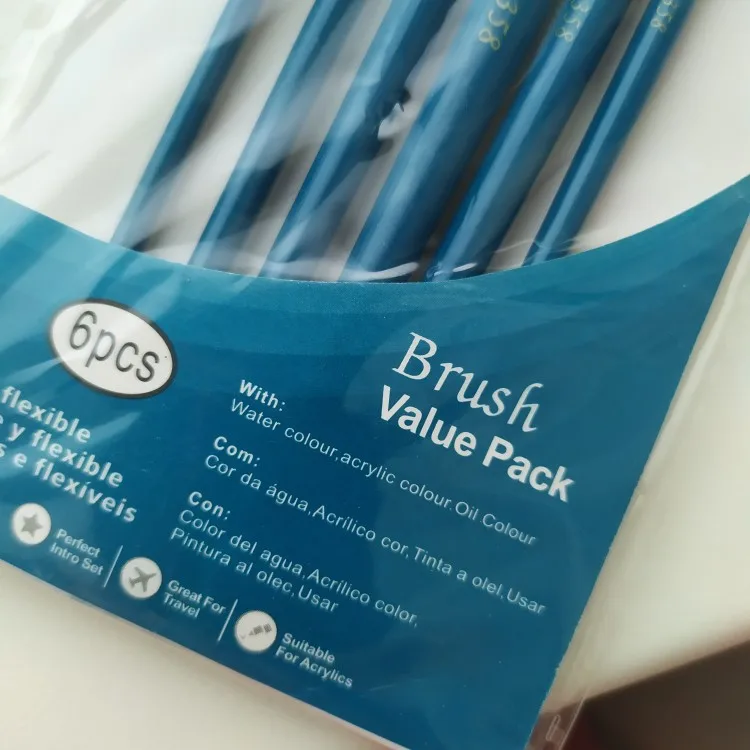 358
358
358
6pcs
Brush
Value Pack
flexible
y flexible
s e flexíveis
With:
Water colour,acrylic colour,Oil Colour
Com:
Cor da água,Acrílico cor,Tinta a olel,Usar
Con:
Color del agua,Acrílico color,
Pintura al olec,Usar
Perfect
Intro Set
Great For
Travel
Suitable
For Acrylics